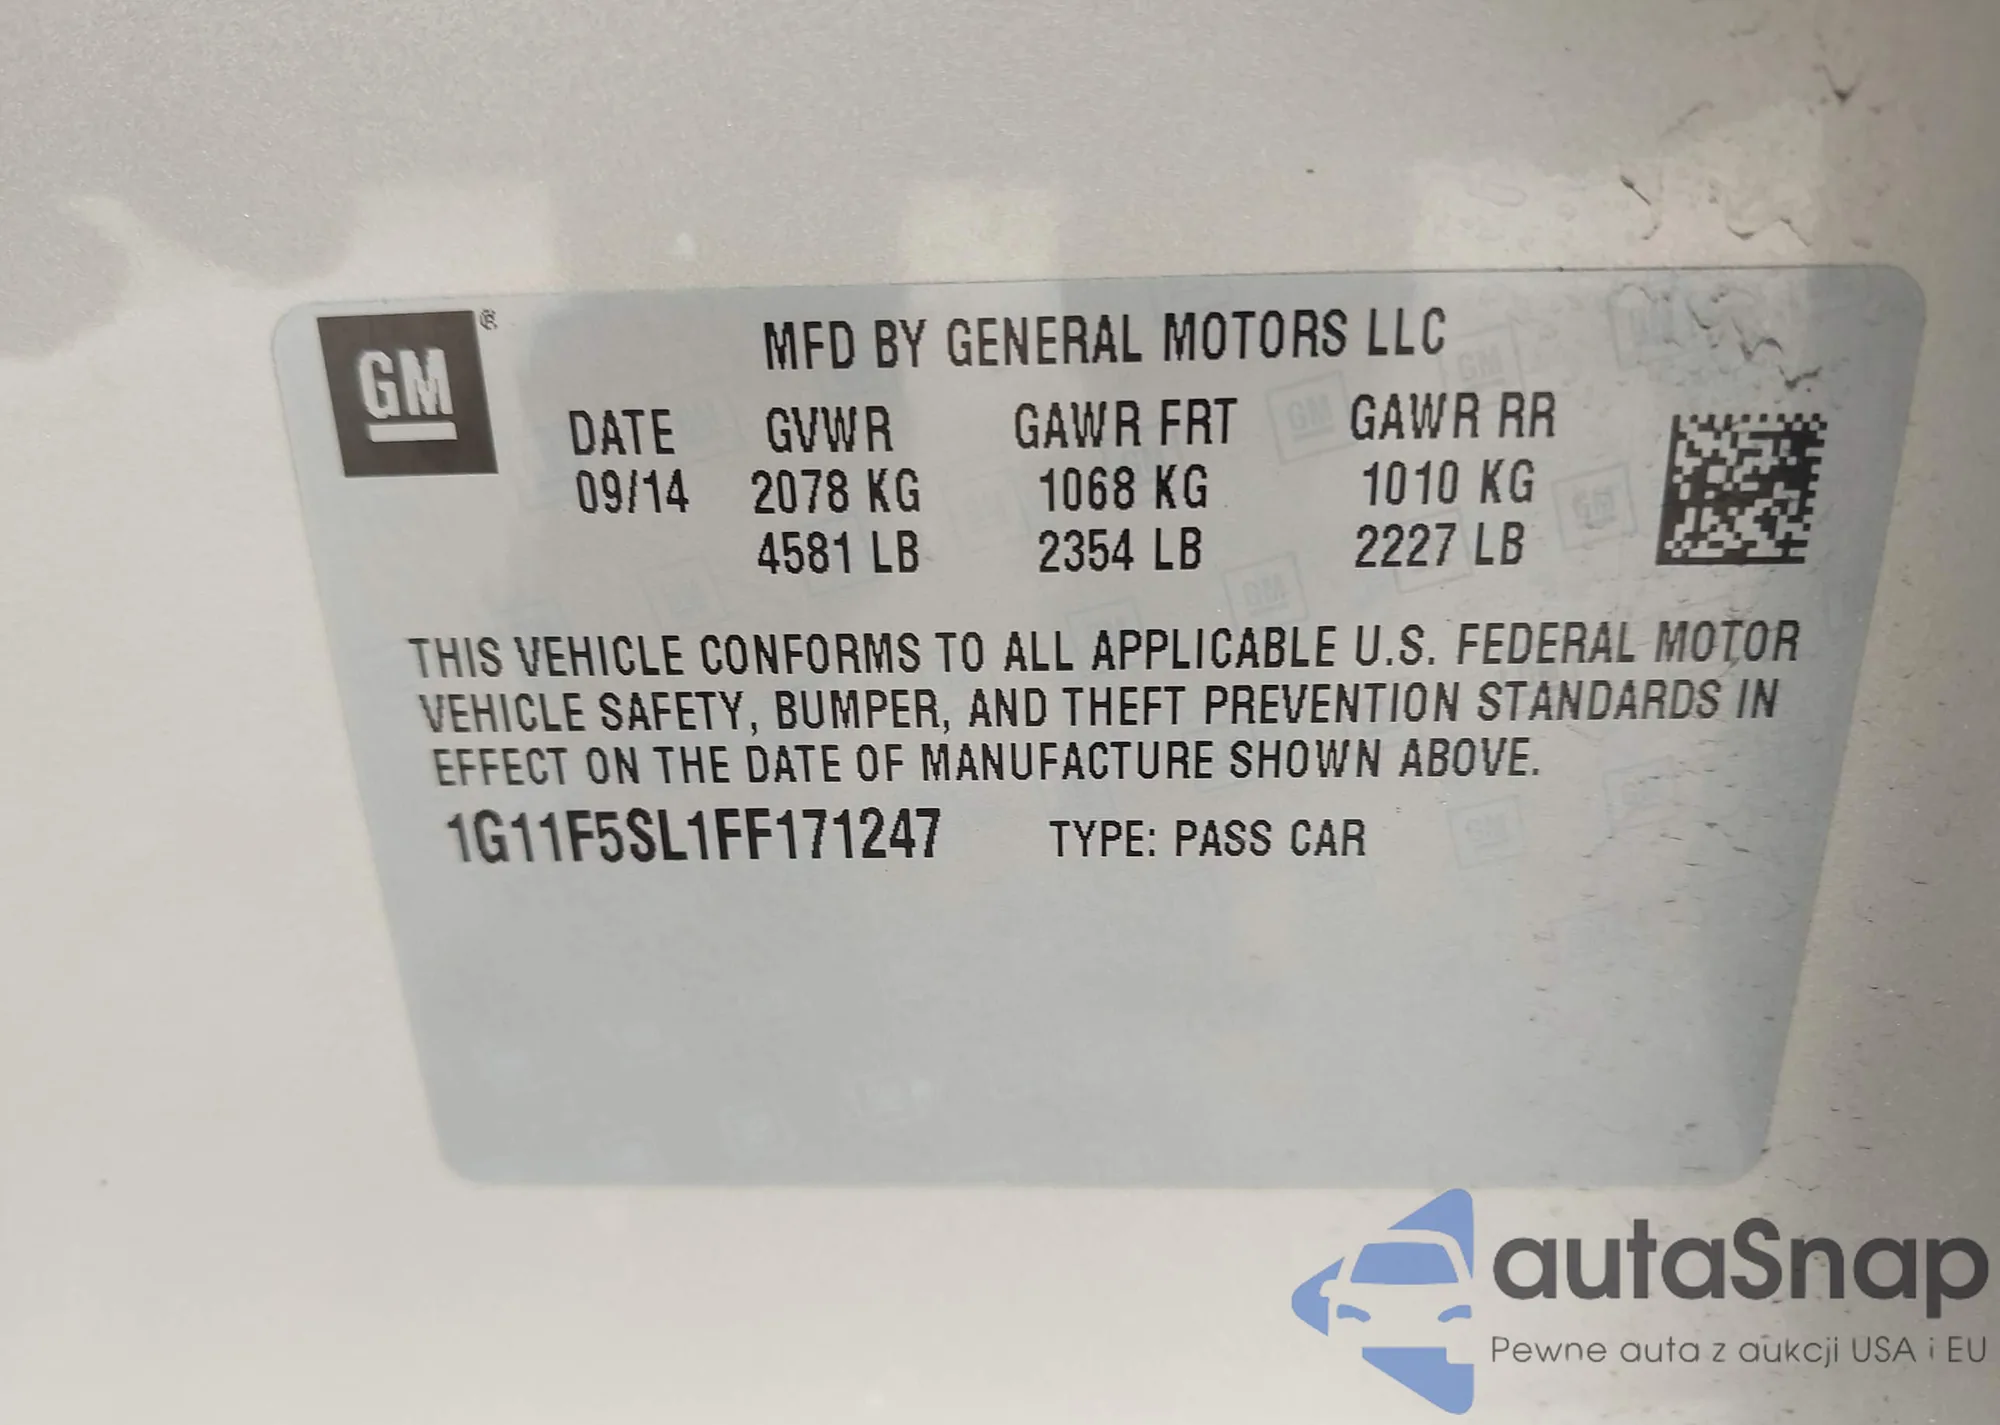 GM ®
MFD BY GENERAL MOTORS LLC
DATE GVWR GAWR FRT GAWR RR
09/14 2078 KG 1068 KG 1010 KG
4581 LB 2354 LB 2227 LB
THIS VEHICLE CONFORMS TO ALL APPLICABLE U.S. FEDERAL MOTOR
VEHICLE SAFETY, BUMPER, AND THEFT PREVENTION STANDARDS IN
EFFECT ON THE DATE OF MANUFACTURE SHOWN ABOVE.
1G11F5SL1FF171247 TYPE: PASS CAR
autaSnap
Pewne auta z aukcji USA i EU